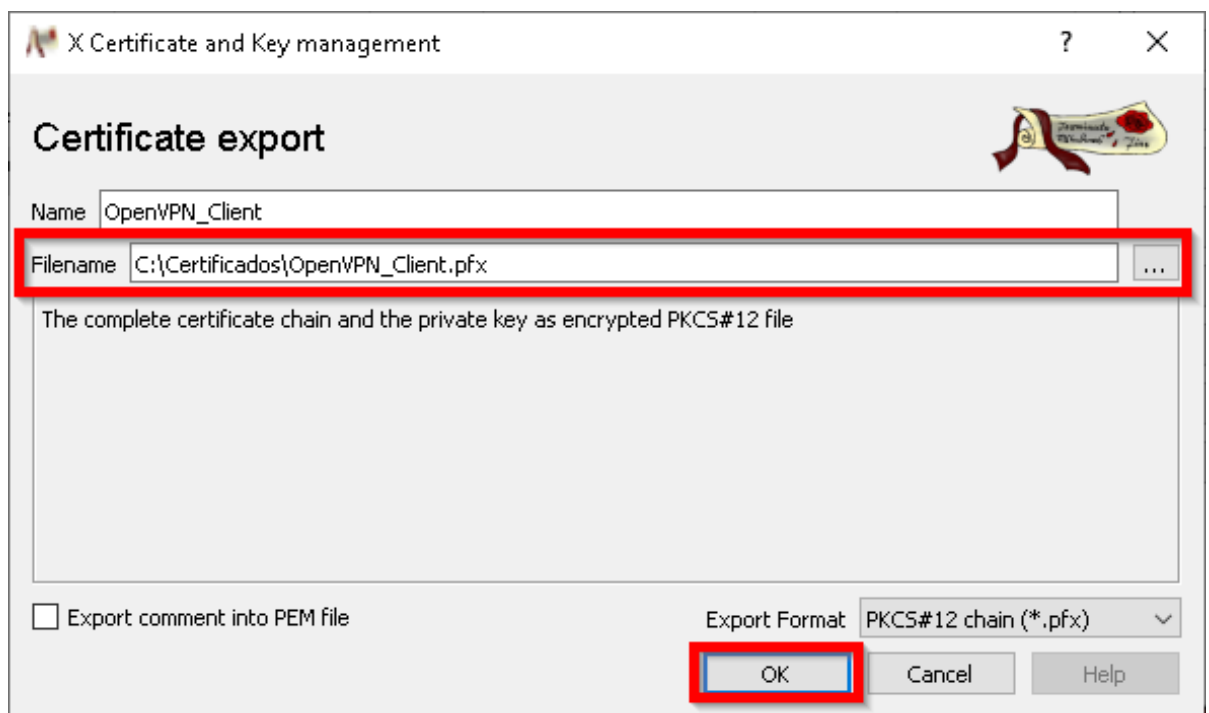 X Certificate and Key management
Certificate export
Name OpenVPN_Client
Filename C:\Certificados\OpenVPN_Client.pfx ...
The complete certificate chain and the private key as encrypted PKCS#12 file
Export comment into PEM file Export Format PKCS#12 chain (*.pfx)
OK Cancel Help